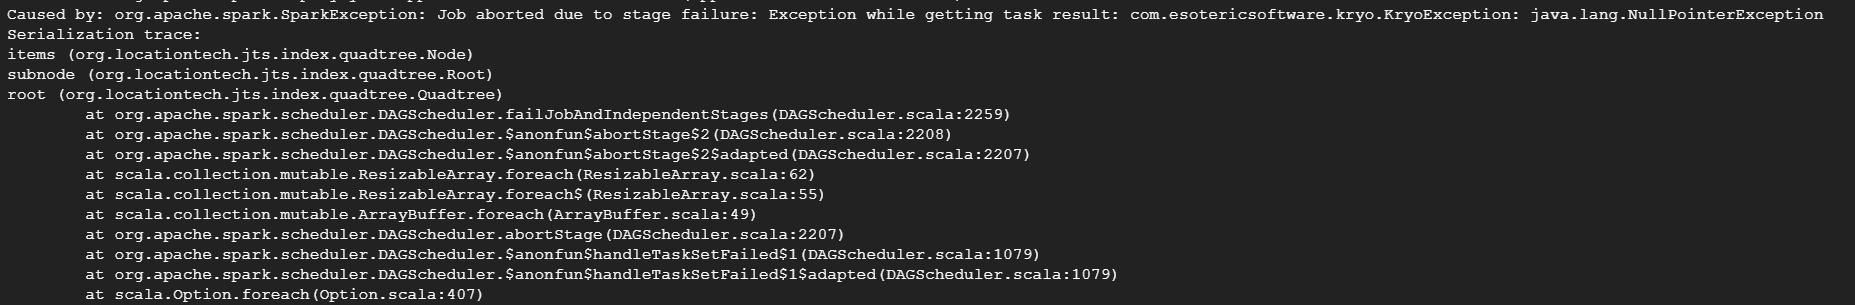 Caused by: org.apache.spark.SparkException: Job aborted due to stage failure: Exception while getting task result: com.esotericsoftware.kryo.KryoException: java.lang.NullPointerException
Serialization trace:
items (org.locationtech.jts.index.quadtree.Node)
subnode (org.locationtech.jts.index.quadtree.Root)
root (org.locationtech.jts.index.quadtree.Quadtree)
at org.apache.spark.scheduler.DAGScheduler.failJobAndIndependentStages(DAGScheduler.scala:2259)
at org.apache.spark.scheduler.DAGScheduler.$anonfun$abortStage$2(DAGScheduler.scala:2208)
at org.apache.spark.scheduler.DAGScheduler.$anonfun$abortStage$2$adapted(DAGScheduler.scala:2207)
at scala.collection.mutable.ResizableArray.foreach(ResizableArray.scala:62)
at scala.collection.mutable.ResizableArray.foreach$(ResizableArray.scala:55)
at scala.collection.mutable.ArrayBuffer.foreach(ArrayBuffer.scala:49)
at org.apache.spark.scheduler.DAGScheduler.abortStage(DAGScheduler.scala:2207)
at org.apache.spark.scheduler.DAGScheduler.$anonfun$handleTaskSetFailed$1(DAGScheduler.scala:1079)
at org.apache.spark.scheduler.DAGScheduler.$anonfun$handleTaskSetFailed$1$adapted(DAGScheduler.scala:1079)
at scala.Option.foreach(Option.scala:407)